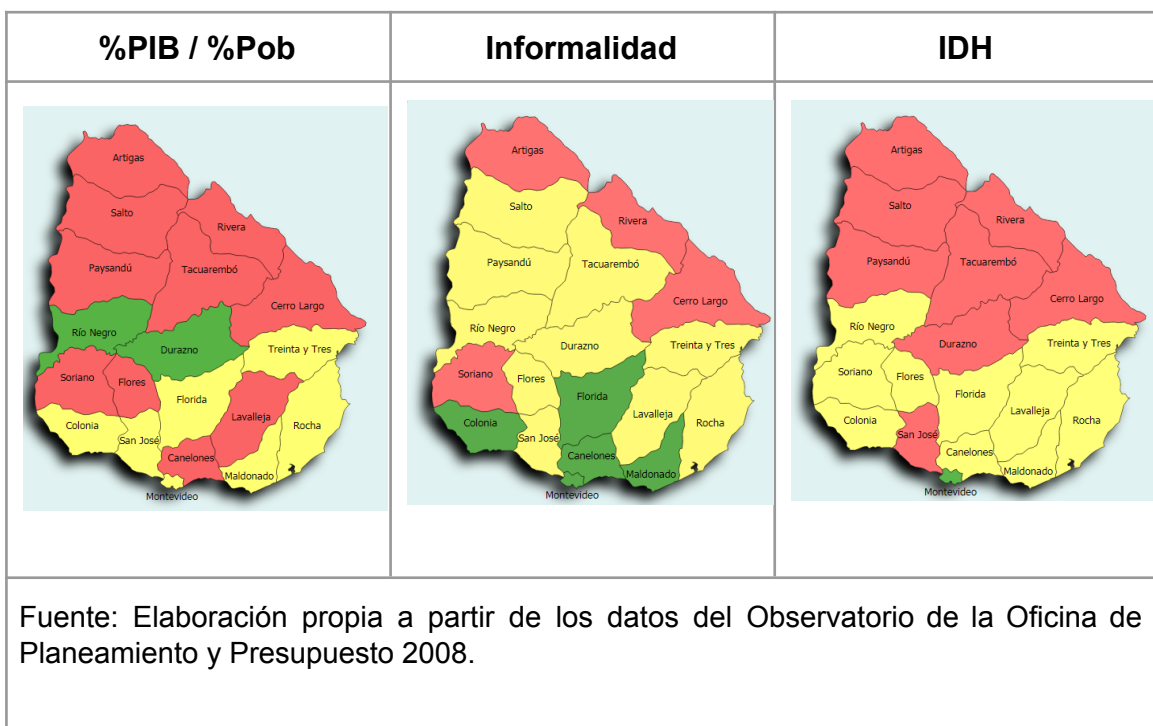 %PIB / %Pob
Informalidad
IDH
Artigas
Salto
Rivera
Paysandú
Tacuarembó
Cerro Largo
Río Negro
Durazno
Treinta y Tres
Soriano
Flores
Florida
Lavalleja
Colonia
San José
Rocha
Canelones
Maldonado
Montevideo
Artigas
Salto
Rivera
Paysandú
Tacuarembó
Cerro Largo
Río Negro
Durazno
Treinta y Tres
Soriano
Flores
Florida
Lavalleja
Colonia
San José
Rocha
Canelones
Maldonado
Montevideo
Artigas
Salto
Rivera
Paysandú
Tacuarembó
Cerro Largo
Río Negro
Durazno
Treinta y Tres
Soriano
Flores
Florida
Lavalleja
Colonia
San José
Rocha
Canelones
Maldonado
Montevideo
Fuente: Elaboración propia a partir de los datos del Observatorio de la Oficina de
Planeamiento y Presupuesto 2008.